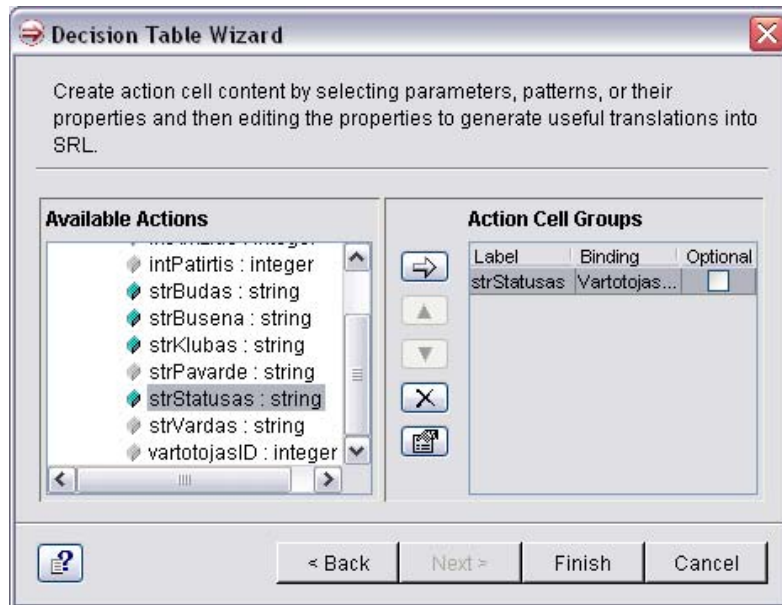 Decision Table Wizard
Create action cell content by selecting parameters, patterns, or their
properties and then editing the properties to generate useful translations into
SRL.
Available Actions
intPatirtis : integer
strBudas : string
strBusena : string
strKlubas : string
strPavarde : string
strStatusas : string
strVardas : string
vartotojasID : integer
Action Cell Groups
Label Binding Optional
strStatusas Vartotojas...
< Back Next > Finish Cancel